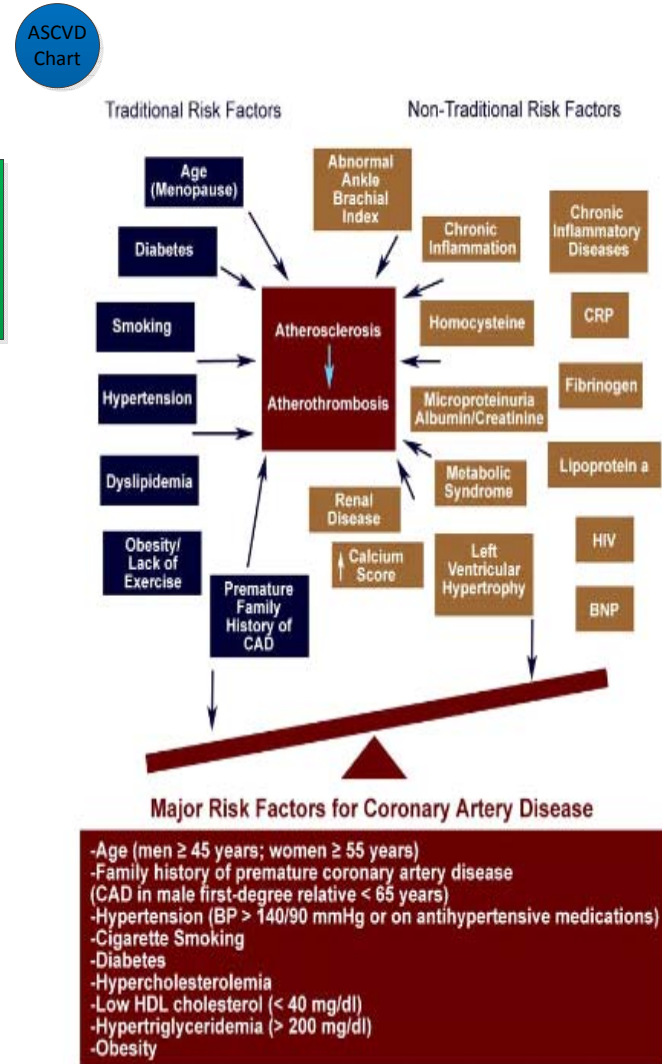 ASCVD
Chart
Traditional Risk Factors
Non-Traditional Risk Factors
Age
(Menopause)
Diabetes
Smoking
Hypertension
Dyslipidemia
Obesity/
Lack of
Exercise
Premature
Family
History of
CAD
Atherosclerosis
Atherothrombosis
Abnormal
Ankle
Brachial
Index
Chronic
Inflammation
Homocysteine
Microproteinuria
Albumin/Creatinine
Metabolic
Syndrome
Renal
Disease
↑ Calcium
Score
Left
Ventricular
Hypertrophy
Chronic
Inflammatory
Diseases
CRP
Fibrinogen
Lipoprotein a
HIV
BNP
Major Risk Factors for Coronary Artery Disease
-Age (men ≥ 45 years; women ≥ 55 years)
-Family history of premature coronary artery disease
(CAD in male first-degree relative < 65 years)
-Hypertension (BP > 140/90 mmHg or on antihypertensive medications)
-Cigarette Smoking
-Diabetes
-Hypercholesterolemia
-Low HDL cholesterol (< 40 mg/dl)
-Hypertriglyceridemia (> 200 mg/dl)
-Obesity